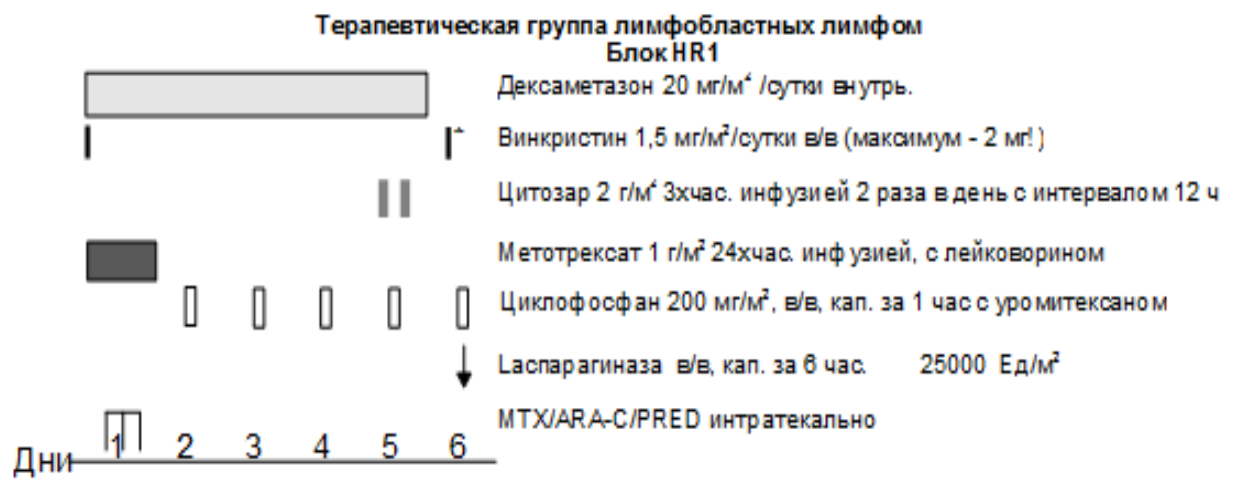 Терапевтическая группа лимфобластных лимфом
Блок HR1
Дексаметазон 20 мг/м² /сутки внутрь.
Винкристин 1,5 мг/м²/сутки в/в (максимум - 2 мг!)
Цитозар 2 г/м² 3хчас. инфузией 2 раза в день с интервалом 12 ч
Метотрексат 1 г/м² 24хчас. инфузией, с лейковорином
Циклофосфан 200 мг/м², в/в, кап. за 1 час с уромитексаном
Lаспарагиназа в/в, кап. за 6 час. 25000 Ед/м²
MTX/ARA-C/PRED интратекально
Дни 1 2 3 4 5 6